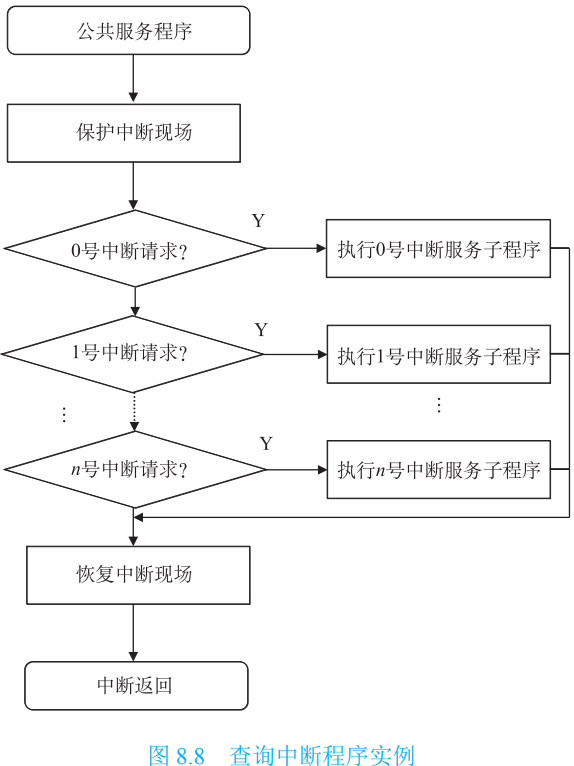 公共服务程序
保护中断现场
Y
0号中断请求?
执行0号中断服务子程序
Y
1号中断请求?
执行1号中断服务子程序
⋮
⋮
Y
n号中断请求?
执行n号中断服务子程序
恢复中断现场
中断返回
图 8.8 查询中断程序实例